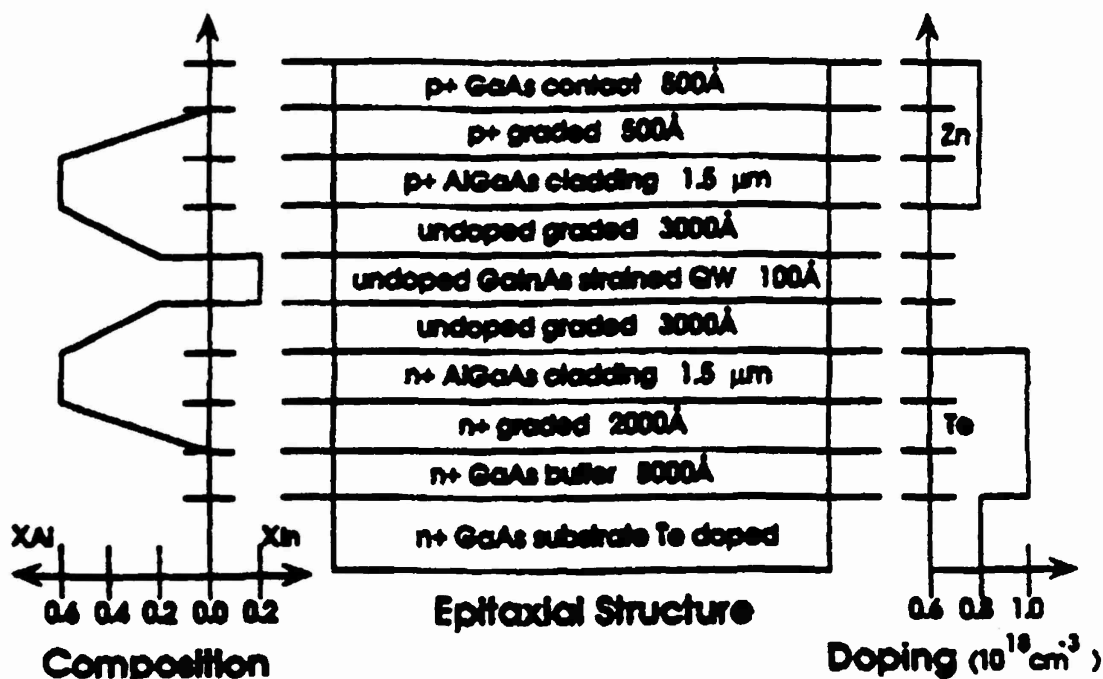 p+ GaAs contact 500Å
p+ graded 500Å
Zn
p+ AlGaAs cladding 1.5 μm
undoped graded 3000Å
undoped GaInAs strained QW 100Å
undoped graded 3000Å
n+ AlGaAs cladding 1.5 μm
n+ graded 2000Å
Te
n+ GaAs buffer 5000Å
n+ GaAs substrate Te doped
XAl XIn
0.6 0.4 0.2 0.0 0.2
Composition
Epitaxial Structure
0.6 0.8 1.0
Doping (10^18 cm^-3)